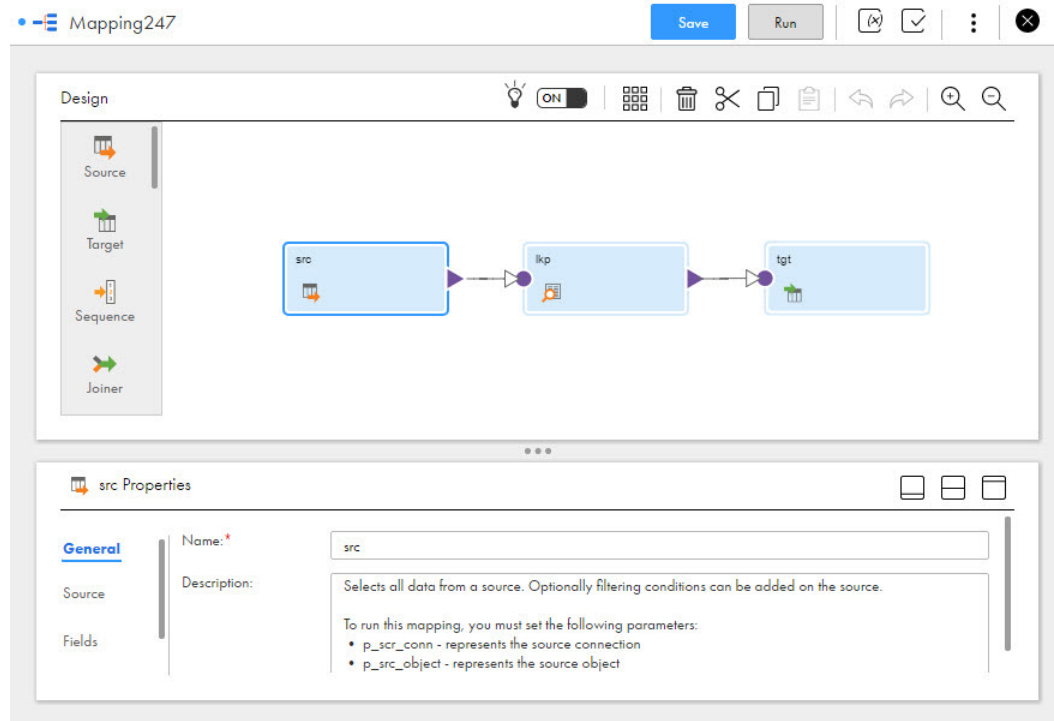 Mapping247
Save
Run
(x)
Design
ON
Source
Target
Sequence
Joiner
src
lkp
tgt
src Properties
General
Source
Fields
Name:*
src
Description:
Selects all data from a source. Optionally filtering conditions can be added on the source.
To run this mapping, you must set the following parameters:
• p_scr_conn - represents the source connection
• p_src_object - represents the source object